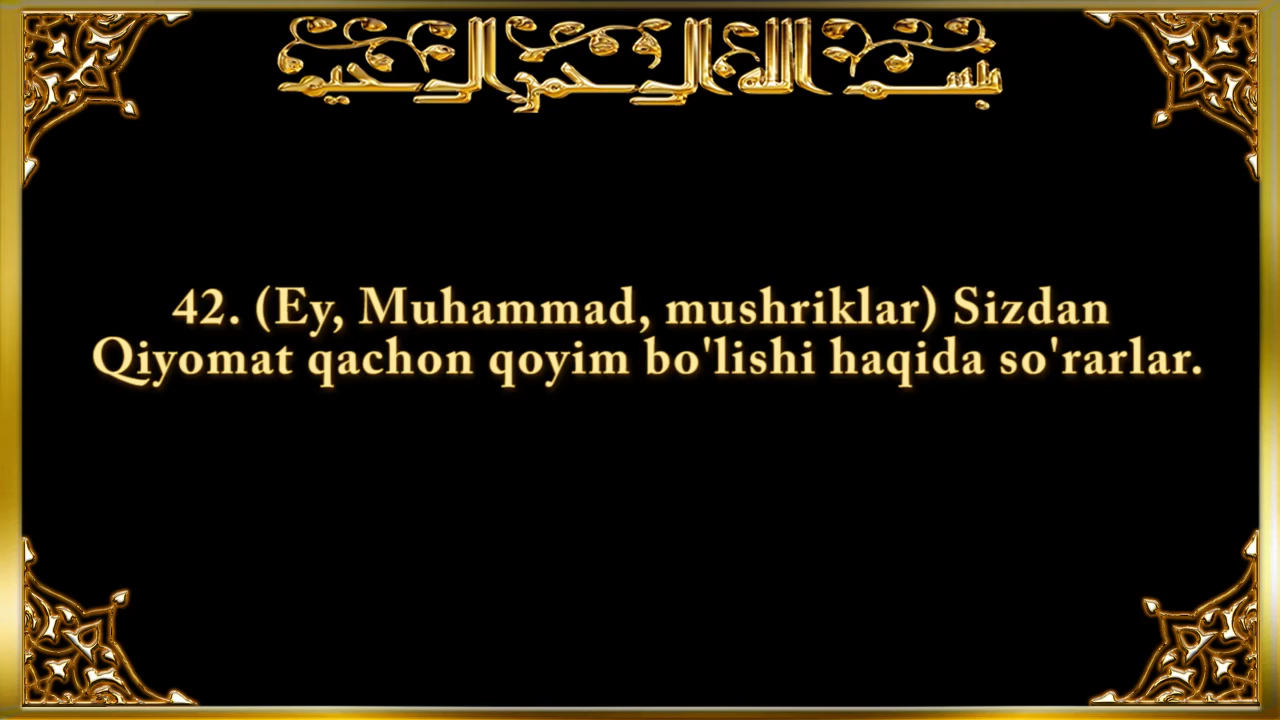 بسم الله الرحمن الرحيم
42. (Ey, Muhammad, mushriklar) Sizdan
Qiyomat qachon qoyim bo'lishi haqida so'rarlar.